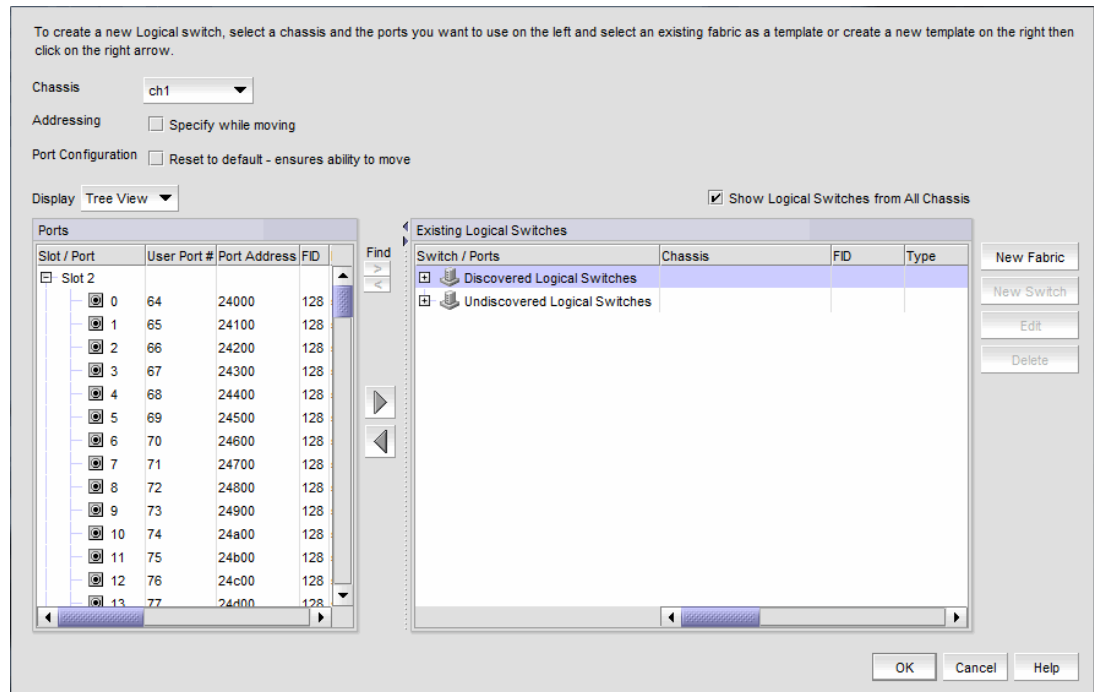 To create a new Logical switch, select a chassis and the ports you want to use on the left and select an existing fabric as a template or create a new template on the right then
click on the right arrow.
Chassis ch1
Addressing Specify while moving
Port Configuration Reset to default - ensures ability to move
Display Tree View Show Logical Switches from All Chassis
Ports
Slot / Port User Port # Port Address FID
Slot 2
0 64 24000 128
1 65 24100 128
2 66 24200 128
3 67 24300 128
4 68 24400 128
5 69 24500 128
6 70 24600 128
7 71 24700 128
8 72 24800 128
9 73 24900 128
10 74 24a00 128
11 75 24b00 128
12 76 24c00 128
13 77 24d00 128
Find
>
<
Existing Logical Switches
Switch / Ports Chassis FID Type
Discovered Logical Switches
Undiscovered Logical Switches
New Fabric
New Switch
Edit
Delete
OK Cancel Help